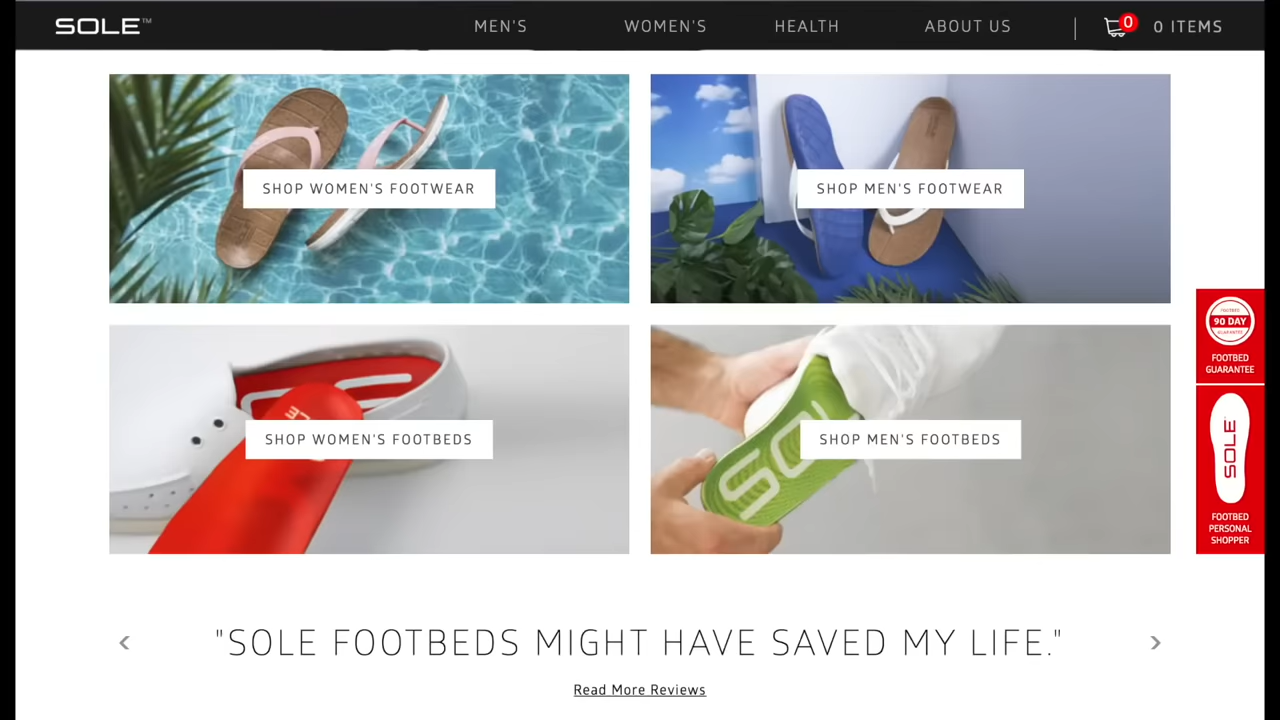 SOLE™
MEN'S
WOMEN'S
HEALTH
ABOUT US
0
0 ITEMS
SHOP WOMEN'S FOOTWEAR
SHOP MEN'S FOOTWEAR
90 DAY
GUARANTEE
FOOTBED
GUARANTEE
SHOP WOMEN'S FOOTBEDS
SHOP MEN'S FOOTBEDS
SOLE
SOLE
FOOTBED
PERSONAL
SHOPPER
"SOLE FOOTBEDS MIGHT HAVE SAVED MY LIFE."
Read More Reviews